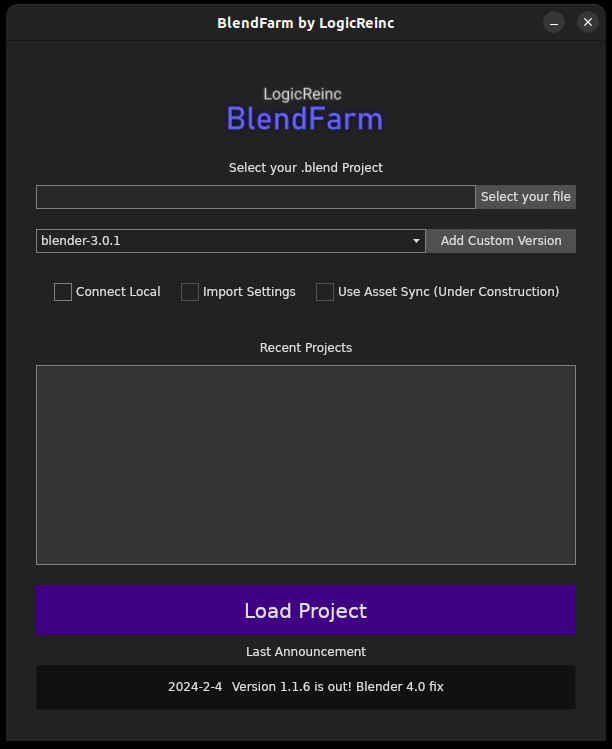 BlendFarm by LogicReinc
LogicReinc
BlendFarm
Select your .blend Project
Select your file
blender-3.0.1
Add Custom Version
Connect Local
Import Settings
Use Asset Sync (Under Construction)
Recent Projects
Load Project
Last Announcement
2024-2-4 Version 1.1.6 is out! Blender 4.0 fix